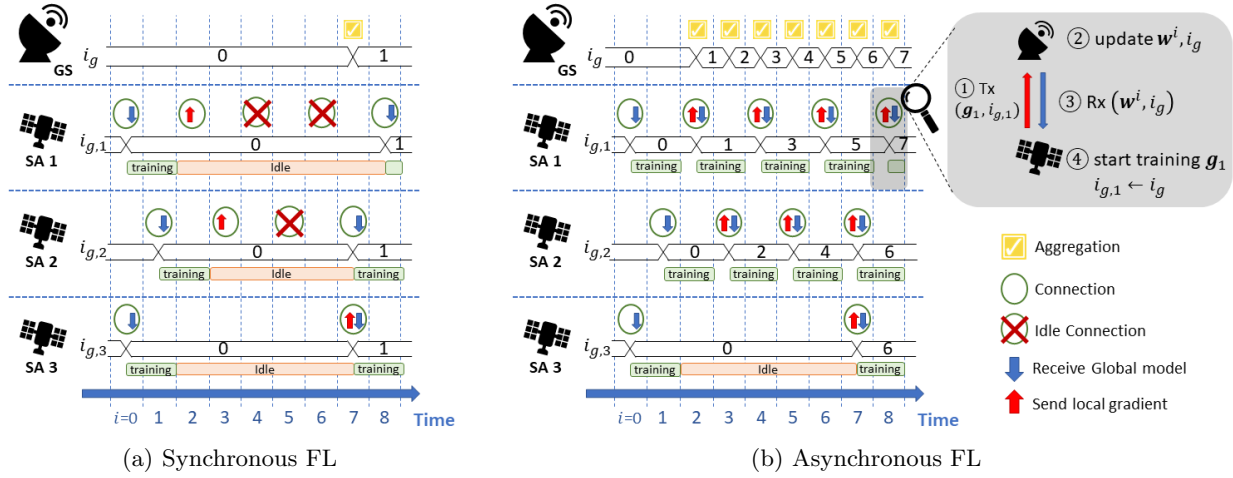 GS
i_g
0
1
SA 1
i_{g,1}
0
1
training
Idle
SA 2
i_{g,2}
0
1
training
Idle
training
SA 3
i_{g,3}
0
1
training
Idle
training
i=0 1 2 3 4 5 6 7 8 Time
(a) Synchronous FL
GS
i_g
0 1 2 3 4 5 6 7
SA 1
i_{g,1}
0 1 3 5 7
training training training training
SA 2
i_{g,2}
0 2 4 6
training training training training
SA 3
i_{g,3}
0 6
training
Idle
training
i=0 1 2 3 4 5 6 7 8 Time
(b) Asynchronous FL
② update w^i, i_g
① Tx
(g_1, i_{g,1})
③ Rx (w^i, i_g)
④ start training g_1
i_{g,1} ← i_g
Aggregation
Connection
Idle Connection
Receive Global model
Send local gradient